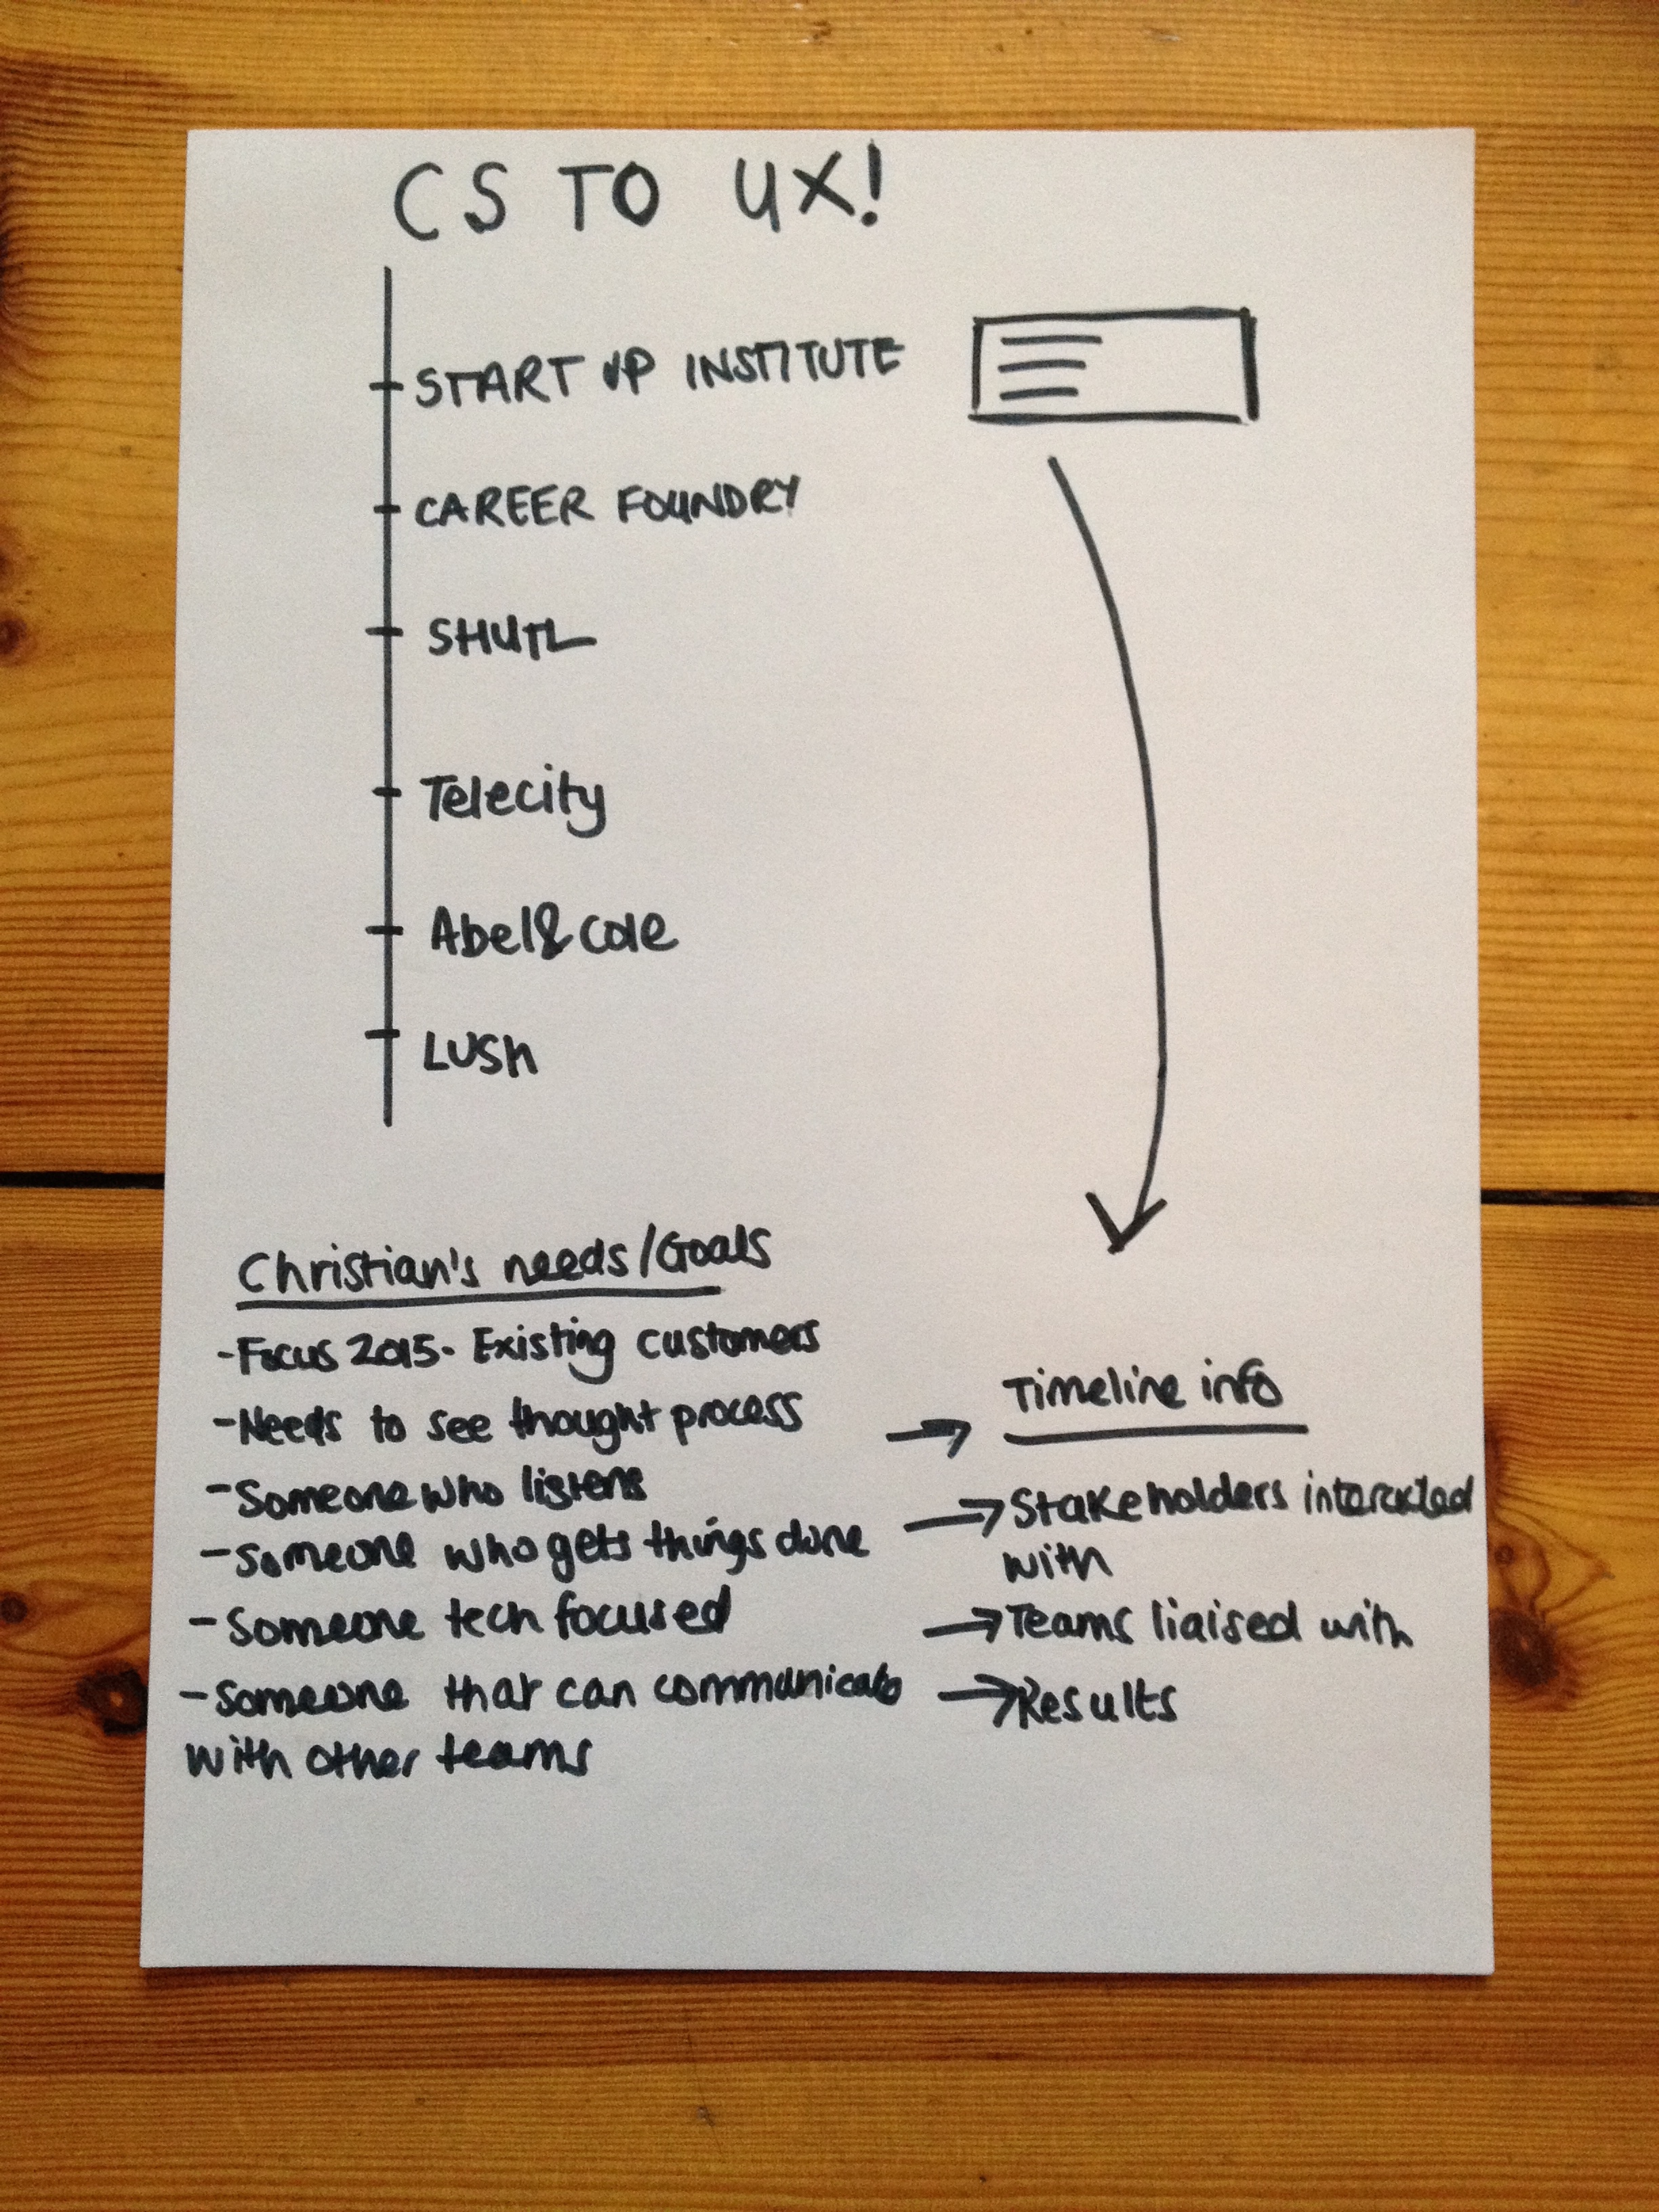 CS TO UX!
START UP INSTITUTE
CAREER FOUNDRY
SHUTL
Telecity
Abel&Cole
LUSH
Christian's needs/Goals
-Focus 2015- Existing customers
-Needs to see thought process
-Someone who listens
-Someone who gets things done
-Someone tech focused
-Someone that can communicate
with other teams
Timeline info
→Stakeholders interacted
with
→Teams liaised with
→Results